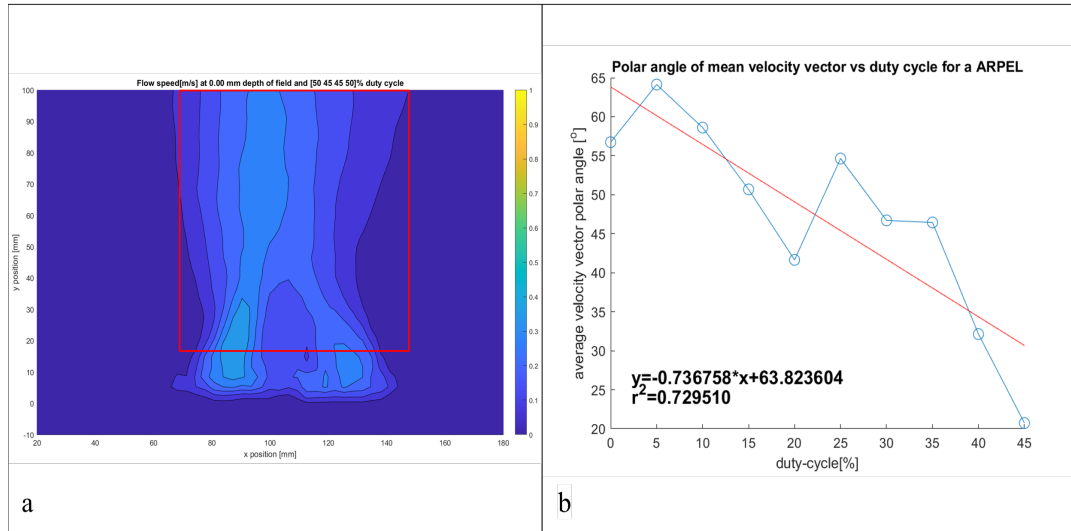 Flow speed[m/s] at 0.00 mm depth of field and [50 45 45 50]% duty cycle
100
90
80
70
60
50
40
30
20
10
0
-10
y position [mm]
20 40 60 80 100 120 140 160 180
x position [mm]
1
0.9
0.8
0.7
0.6
0.5
0.4
0.3
0.2
0.1
0
a
Polar angle of mean velocity vector vs duty cycle for a ARPEL
65
60
55
50
45
40
35
30
25
20
average velocity vector polar angle [°]
y=-0.736758*x+63.823604
r²=0.729510
0 5 10 15 20 25 30 35 40 45
duty-cycle[%]
b